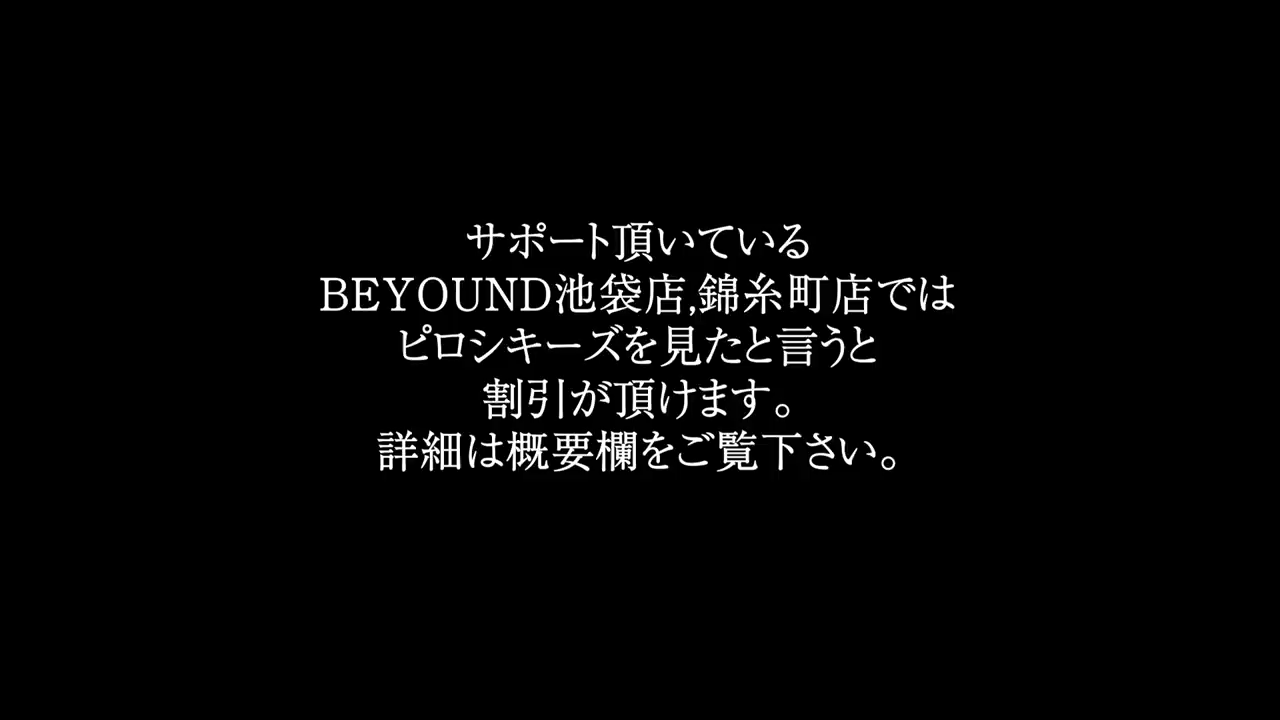 サポート頂いている
BEYOUND池袋店,錦糸町店では
ピロシキーズを見たと言うと
割引が頂けます。
詳細は概要欄をご覧下さい。